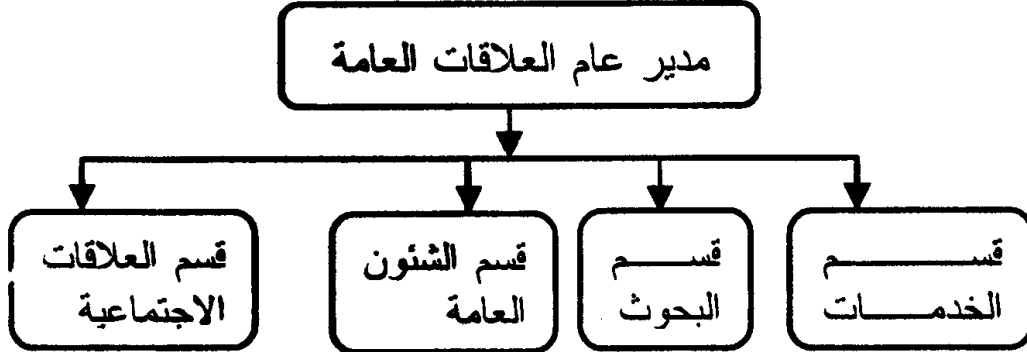 مدير عام العلاقات العامة
قسم
الخدمات
قسم
البحوث
قسم الشئون
العامة
قسم العلاقات
الاجتماعية